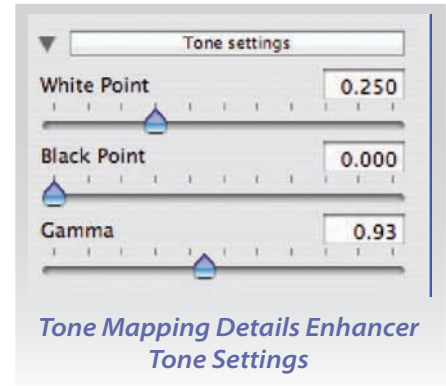 Tone settings
White Point 0.250
Black Point 0.000
Gamma 0.93
Tone Mapping Details Enhancer
Tone Settings